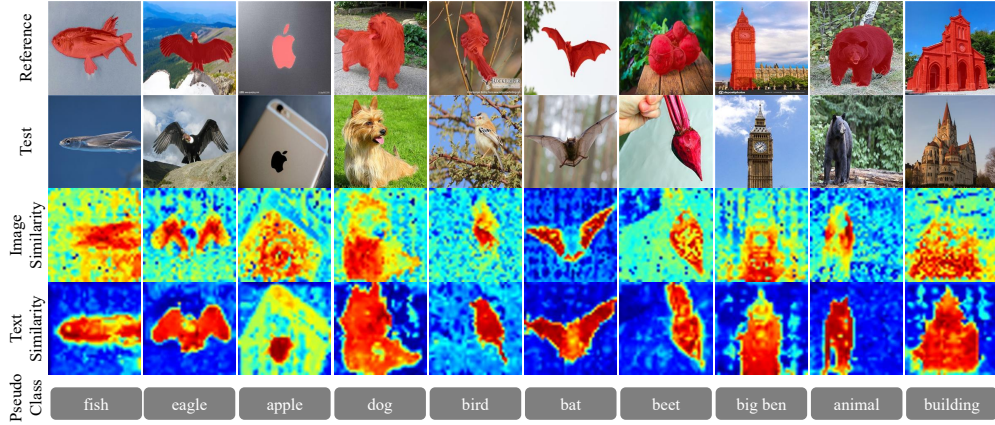 Reference
Test
Image
Similarity
Text
Similarity
Pseudo
Class
fish
eagle
apple
dog
bird
bat
beet
big ben
animal
building